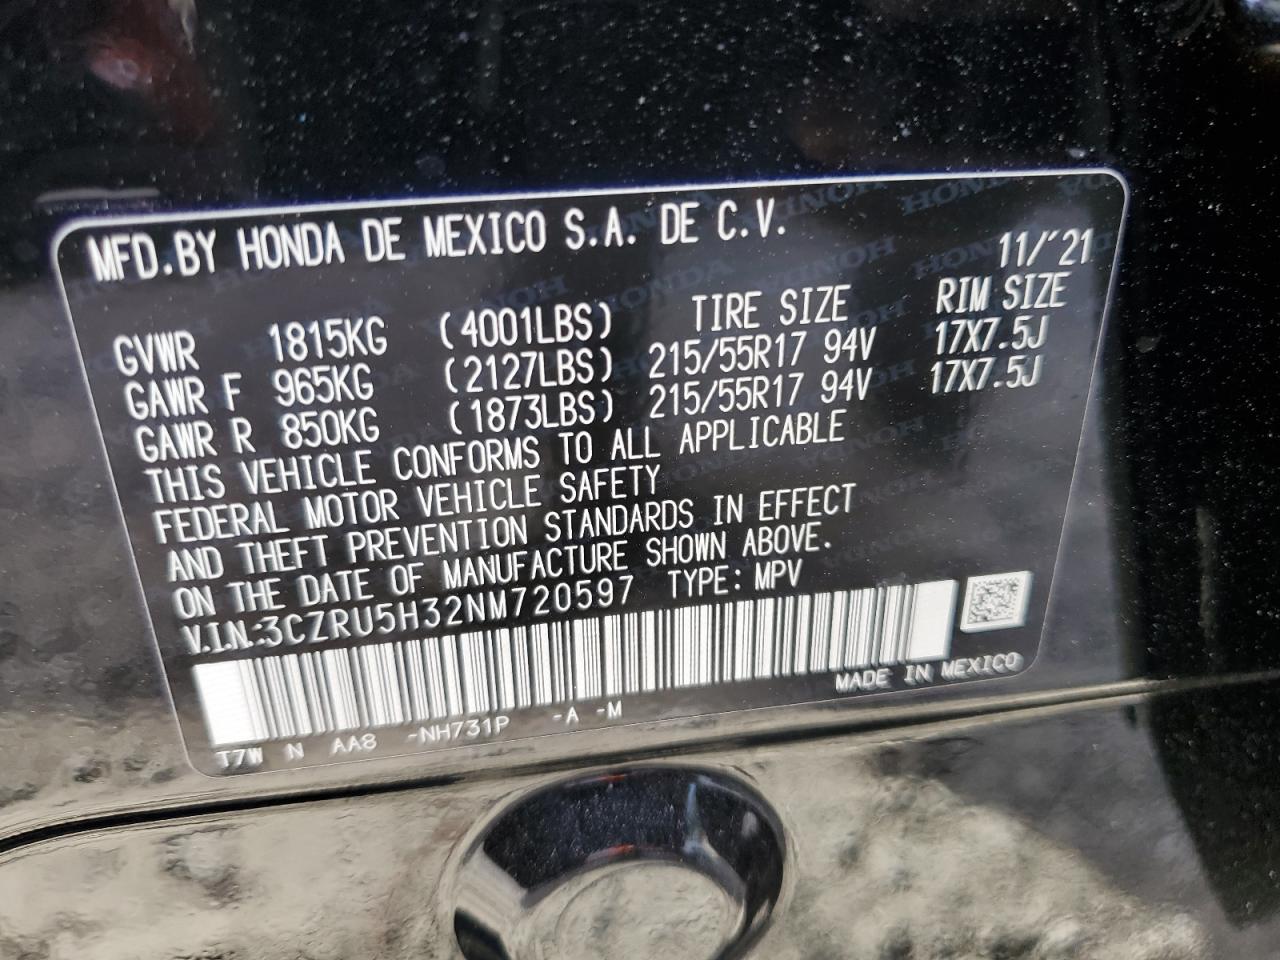 MFD.BY HONDA DE MEXICO S.A. DE C.V.
11/'21
GVWR 1815KG (4001LBS) TIRE SIZE RIM SIZE
GAWR F 965KG (2127LBS) 215/55R17 94V 17X7.5J
GAWR R 850KG (1873LBS) 215/55R17 94V 17X7.5J
THIS VEHICLE CONFORMS TO ALL APPLICABLE
FEDERAL MOTOR VEHICLE SAFETY
AND THEFT PREVENTION STANDARDS IN EFFECT
ON THE DATE OF MANUFACTURE SHOWN ABOVE.
V.I.N.:3CZRU5H32NM720597 TYPE: MPV
MADE IN MEXICO
T7W N AA8 -NH731P -A -M